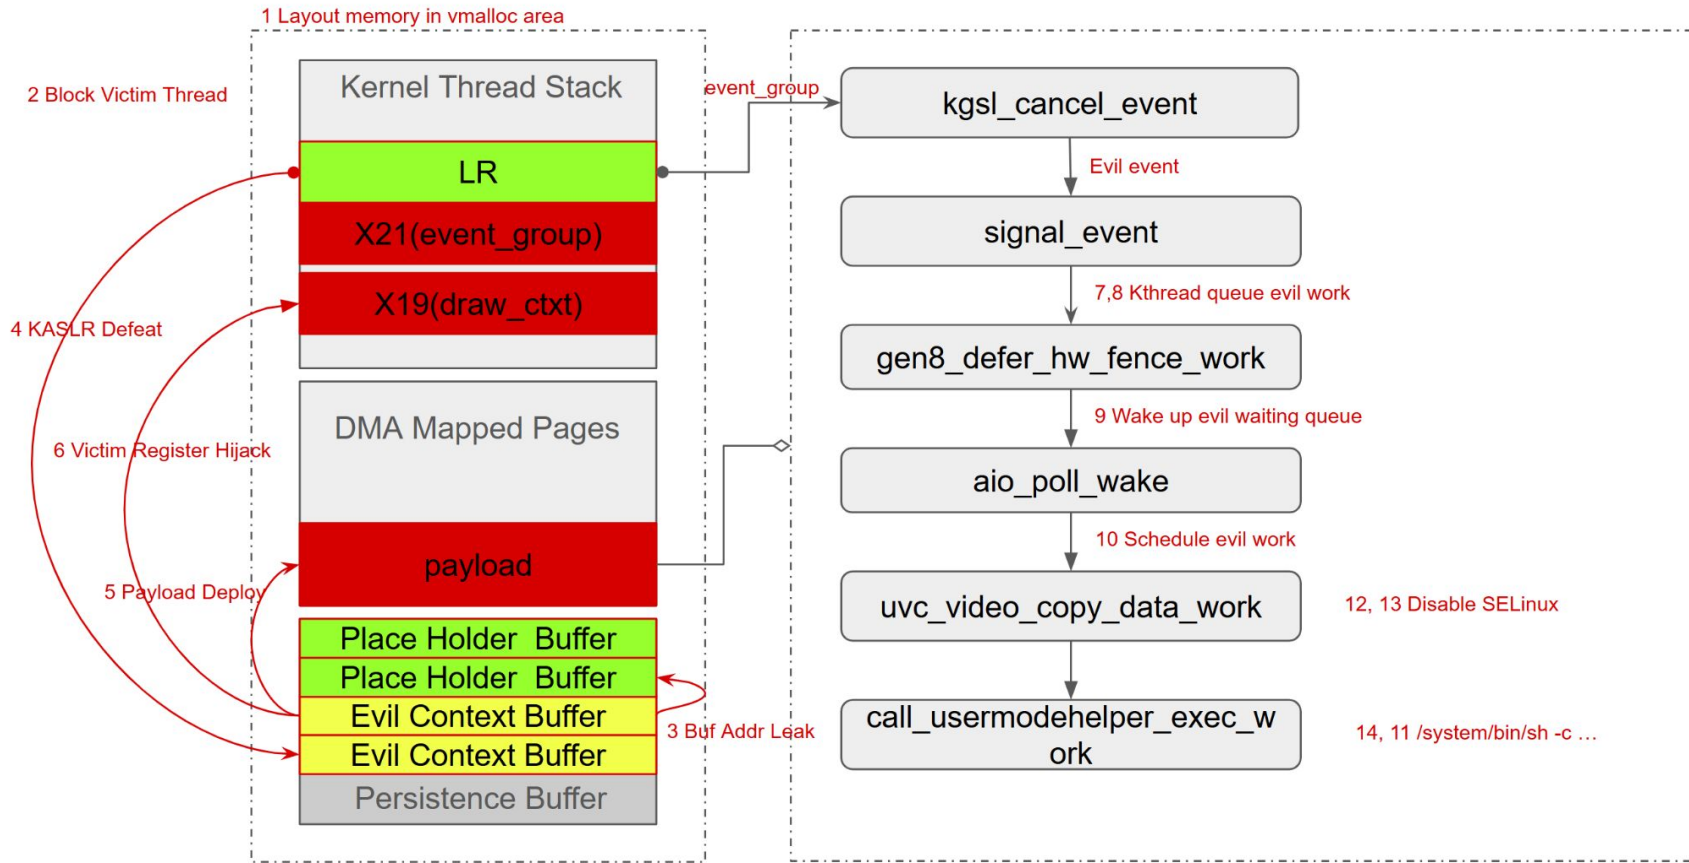 1 Layout memory in vmalloc area
2 Block Victim Thread
Kernel Thread Stack
LR
X21(event_group)
X19(draw_ctxt)
4 KASLR Defeat
6 Victim Register Hijack
DMA Mapped Pages
5 Payload Deploy
payload
Place Holder Buffer
Place Holder Buffer
Evil Context Buffer
3 Buf Addr Leak
Evil Context Buffer
Persistence Buffer
event_group
kgsl_cancel_event
Evil event
signal_event
7,8 Kthread queue evil work
gen8_defer_hw_fence_work
9 Wake up evil waiting queue
aio_poll_wake
10 Schedule evil work
uvc_video_copy_data_work
12, 13 Disable SELinux
call_usermodehelper_exec_w
ork
14, 11 /system/bin/sh -c …